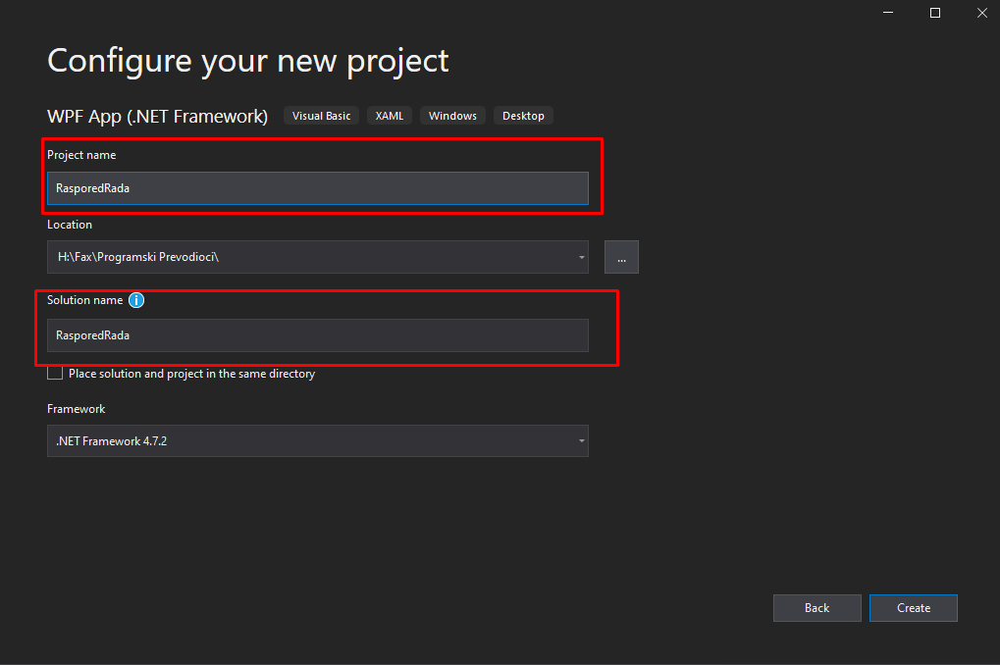 Configure your new project
WPF App (.NET Framework) Visual Basic XAML Windows Desktop
Project name
RasporedRada
Location
H:\Fax\Programski Prevodioci\
...
Solution name
RasporedRada
Place solution and project in the same directory
Framework
.NET Framework 4.7.2
Back Create